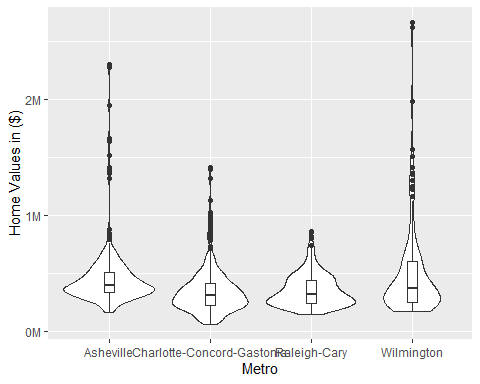 Home Values in ($)
2M
1M
0M
Asheville Charlotte-Concord-Gastonia Raleigh-Cary Wilmington
Metro